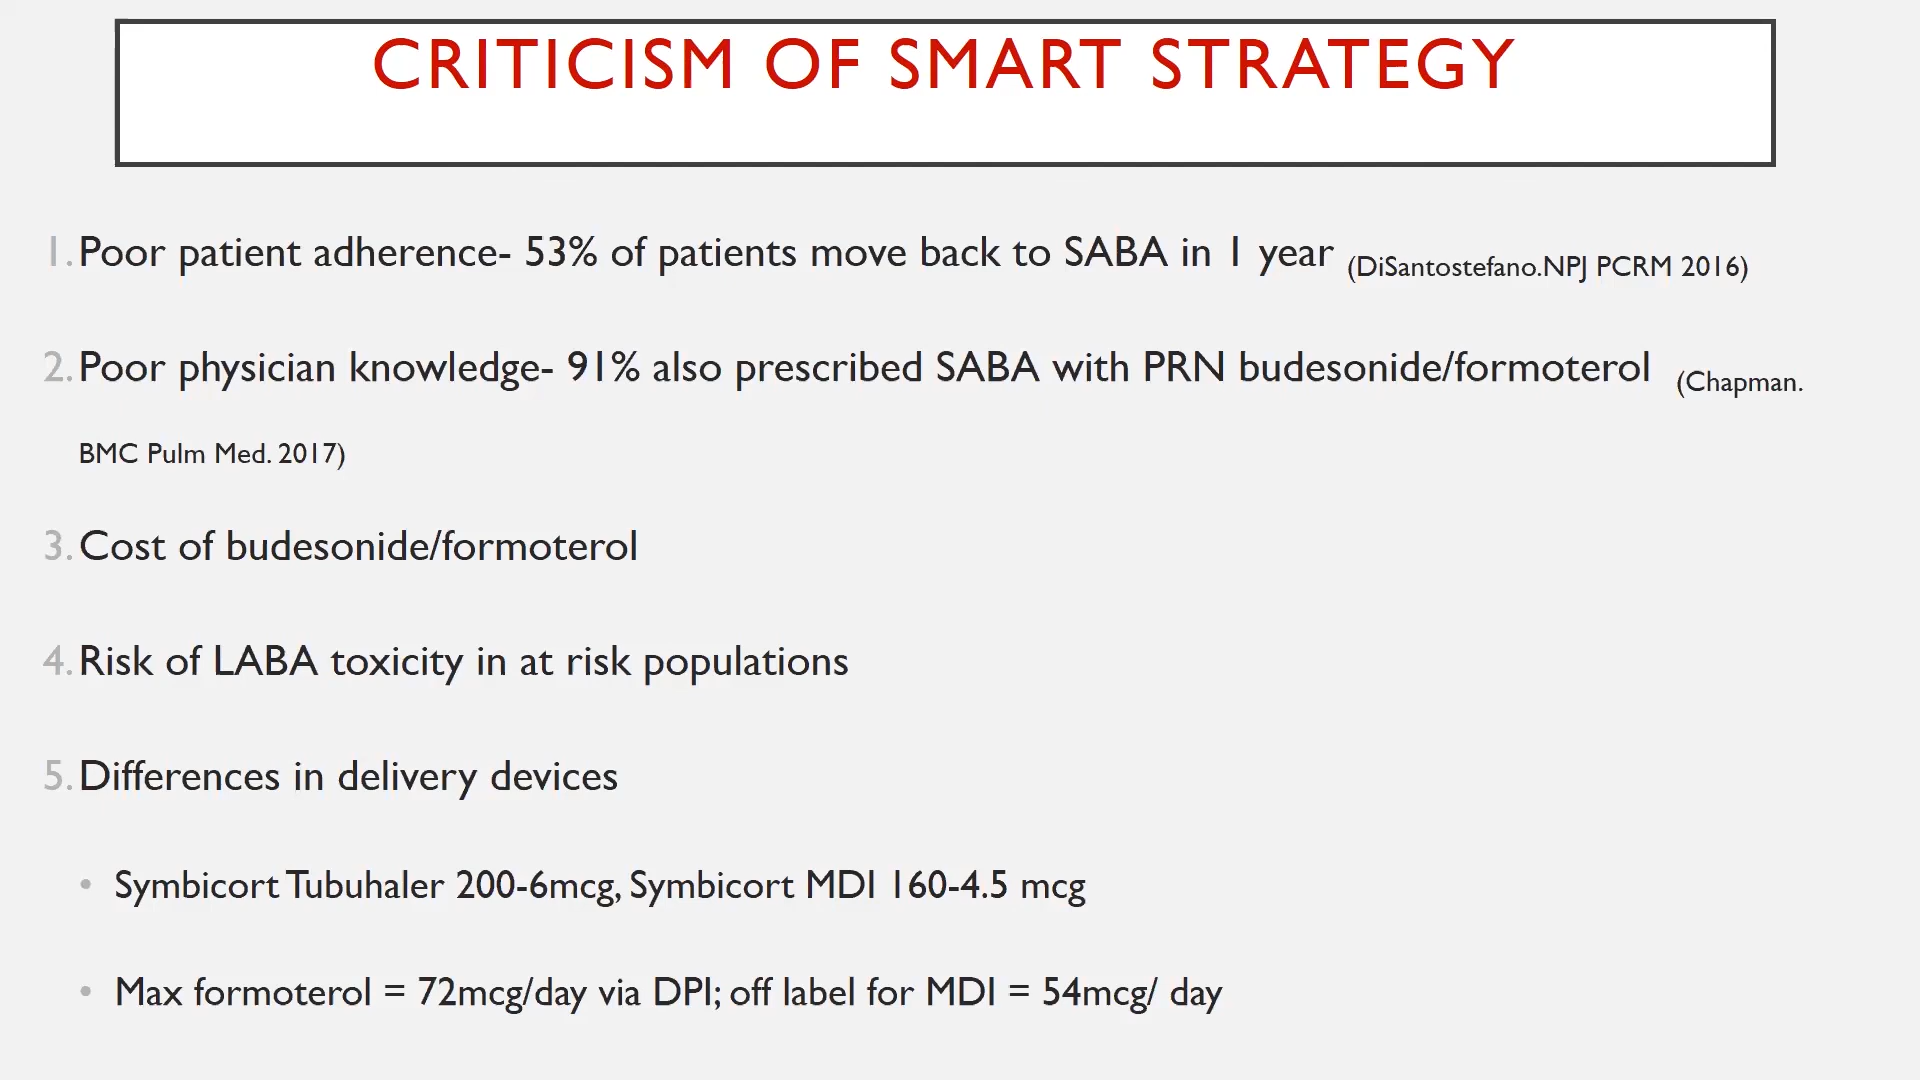 CRITICISM OF SMART STRATEGY
1. Poor patient adherence- 53% of patients move back to SABA in 1 year (DiSantostefano.NPJ PCRM 2016)
2. Poor physician knowledge- 91% also prescribed SABA with PRN budesonide/formoterol (Chapman.
BMC Pulm Med. 2017)
3. Cost of budesonide/formoterol
4. Risk of LABA toxicity in at risk populations
5. Differences in delivery devices
• Symbicort Tubuhaler 200-6mcg, Symbicort MDI 160-4.5 mcg
• Max formoterol = 72mcg/day via DPI; off label for MDI = 54mcg/ day